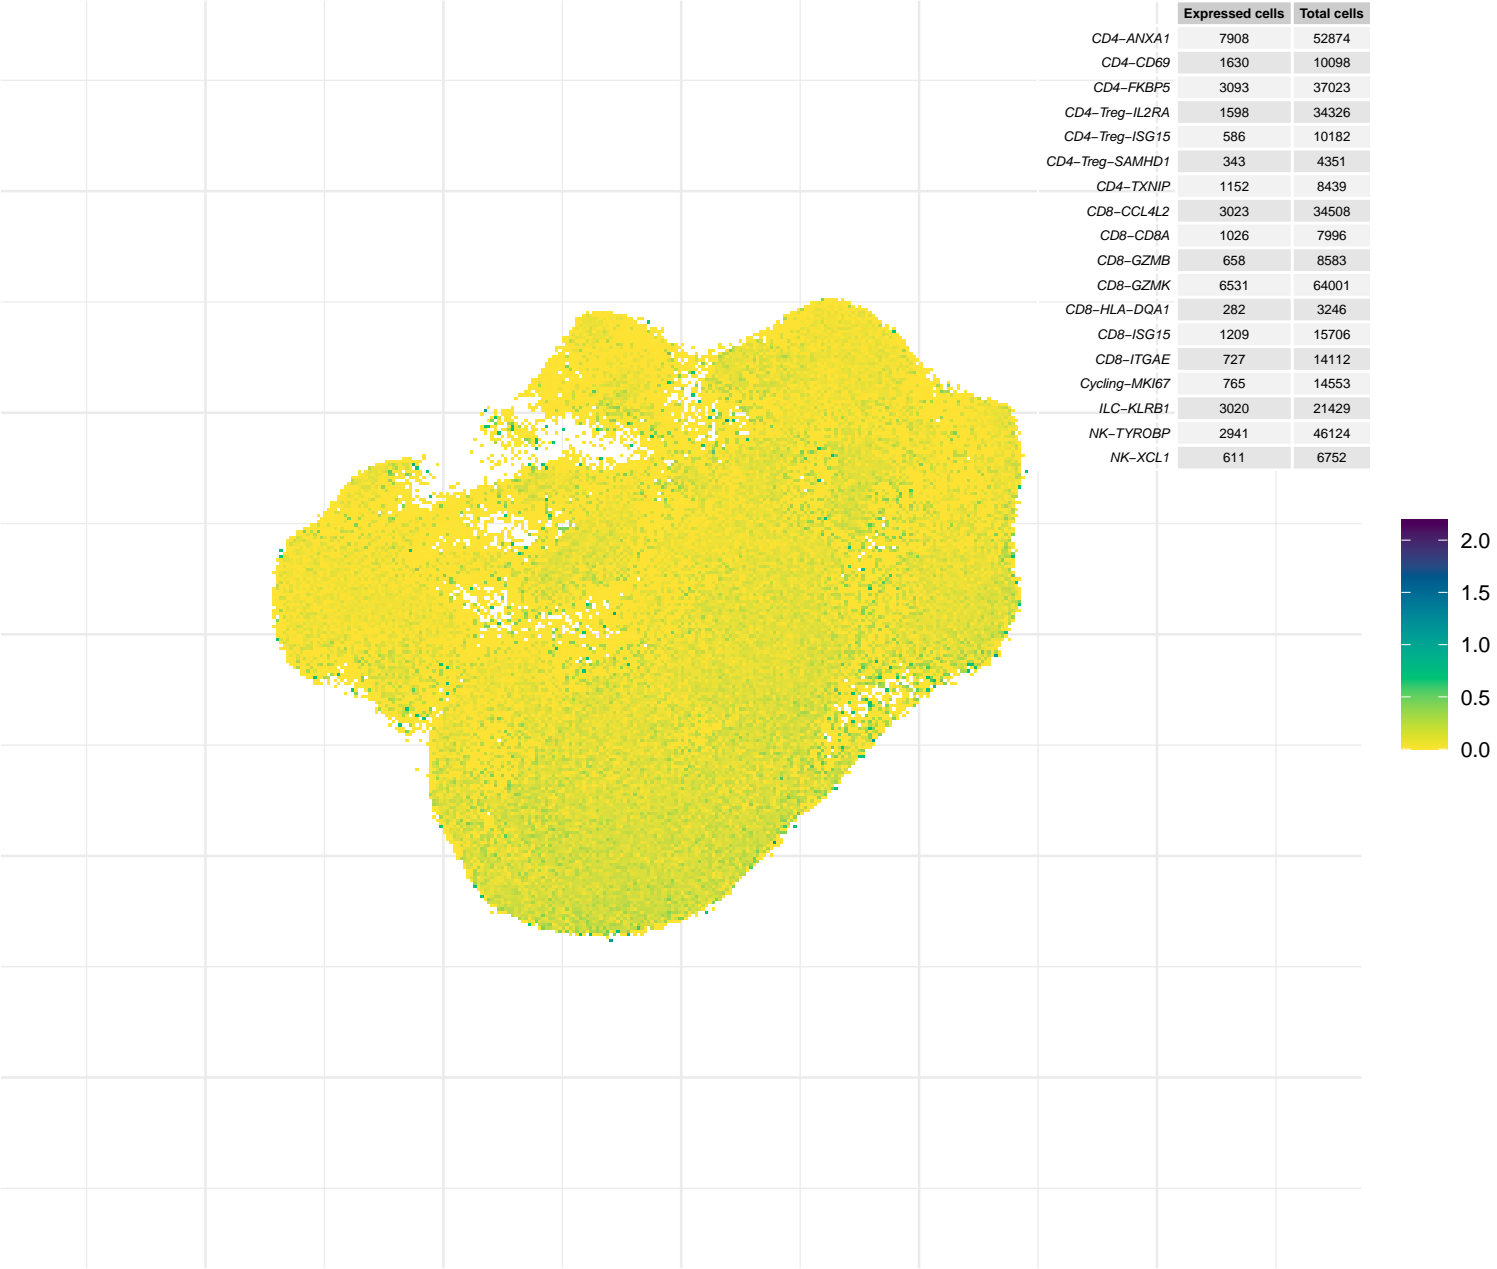 Expressed cells Total cells
CD4−ANXA1 7908 52874
CD4−CD69 1630 10098
CD4−FKBP5 3093 37023
CD4−Treg−IL2RA 1598 34326
CD4−Treg−ISG15 586 10182
CD4−Treg−SAMHD1 343 4351
CD4−TXNIP 1152 8439
CD8−CCL4L2 3023 34508
CD8−CD8A 1026 7996
CD8−GZMB 658 8583
CD8−GZMK 6531 64001
CD8−HLA−DQA1 282 3246
CD8−ISG15 1209 15706
CD8−ITGAE 727 14112
Cycling−MKI67 765 14553
ILC−KLRB1 3020 21429
NK−TYROBP 2941 46124
NK−XCL1 611 6752
2.0
1.5
1.0
0.5
0.0